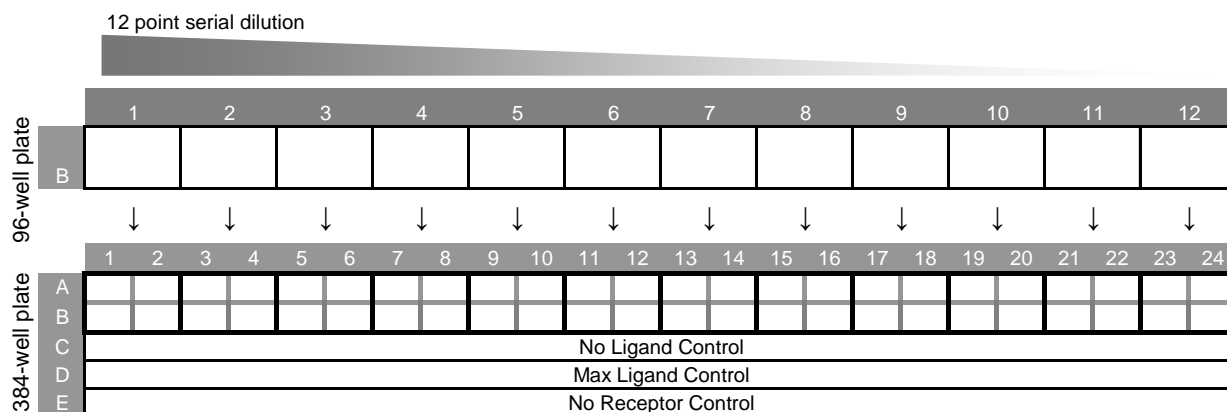 12 point serial dilution
1 2 3 4 5 6 7 8 9 10 11 12
96-well plate
B
↓ ↓ ↓ ↓ ↓ ↓ ↓ ↓ ↓ ↓ ↓ ↓
1 2 3 4 5 6 7 8 9 10 11 12 13 14 15 16 17 18 19 20 21 22 23 24
384-well plate
A
B
C No Ligand Control
D Max Ligand Control
E No Receptor Control